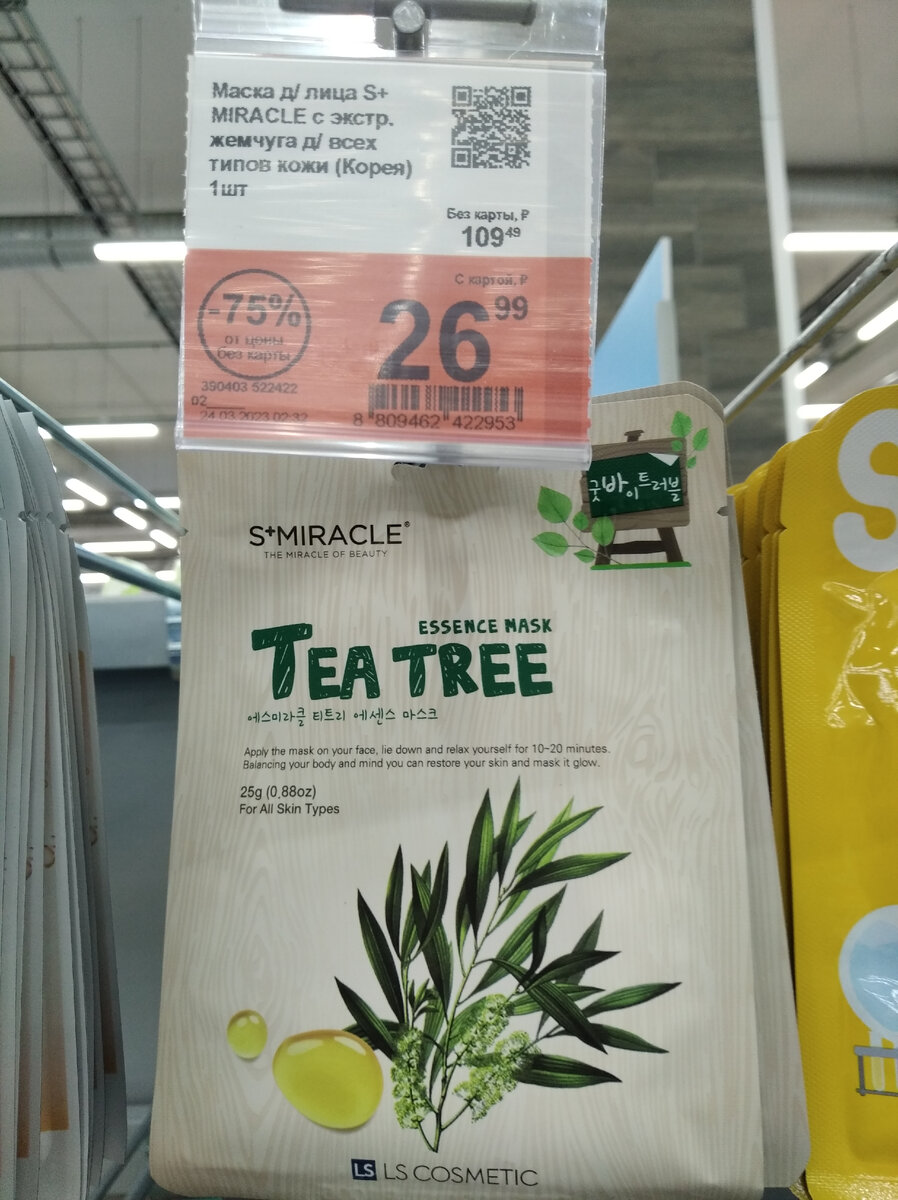 Маска д/ лица S+
MIRACLE с экстр.
жемчуга д/ всех
типов кожи (Корея)
1шт
Без карты, ₽
109 49
-75%
от цены
без карты
С картой, ₽
26 99
390403 522422
02
24.03.2023 02:32
8 809462 422953
굿바이트러블
S+MIRACLE®
THE MIRACLE OF BEAUTY
ESSENCE MASK
TEA TREE
에스미라클 티트리 에센스 마스크
Apply the mask on your face, lie down and relax yourself for 10~20 minutes.
Balancing your body and mind you can restore your skin and mask it glow.
25g (0.88oz)
For All Skin Types
LS LS COSMETIC
S